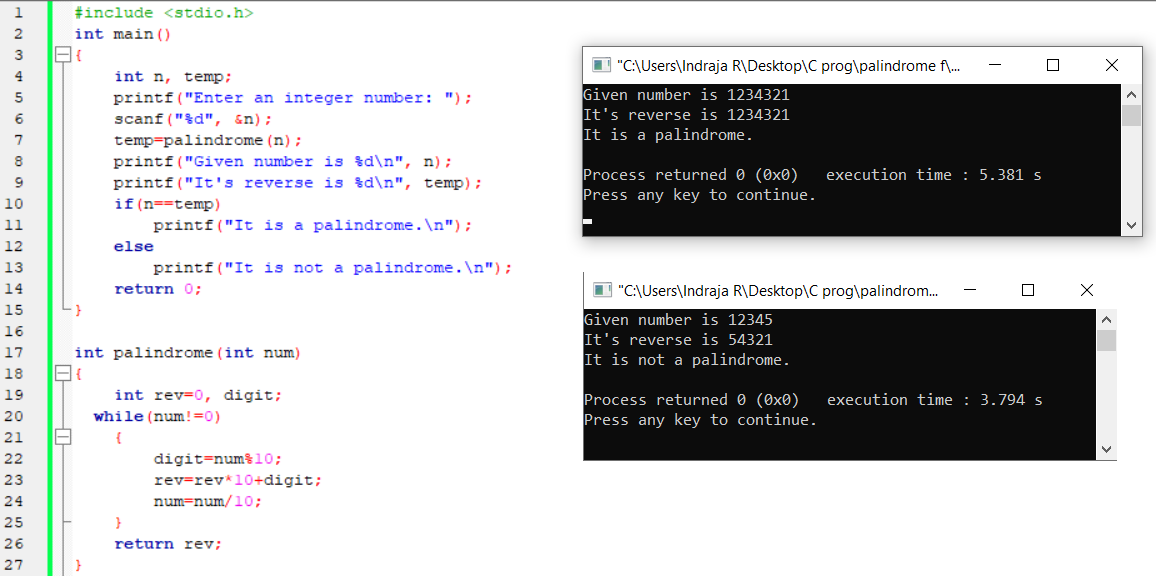 1 #include <stdio.h>
2 int main()
3 {
4 int n, temp;
5 printf("Enter an integer number: ");
6 scanf("%d", &n);
7 temp=palindrome(n);
8 printf("Given number is %d\n", n);
9 printf("It's reverse is %d\n", temp);
10 if(n==temp)
11 printf("It is a palindrome.\n");
12 else
13 printf("It is not a palindrome.\n");
14 return 0;
15 }
16
17 int palindrome(int num)
18 {
19 int rev=0, digit;
20 while(num!=0)
21 {
22 digit=num%10;
23 rev=rev*10+digit;
24 num=num/10;
25 }
26 return rev;
27 }
"C:\Users\Indraja R\Desktop\C prog\palindrome f\...
Given number is 1234321
It's reverse is 1234321
It is a palindrome.
Process returned 0 (0x0) execution time : 5.381 s
Press any key to continue.
"C:\Users\Indraja R\Desktop\C prog\palindrom...
Given number is 12345
It's reverse is 54321
It is not a palindrome.
Process returned 0 (0x0) execution time : 3.794 s
Press any key to continue.